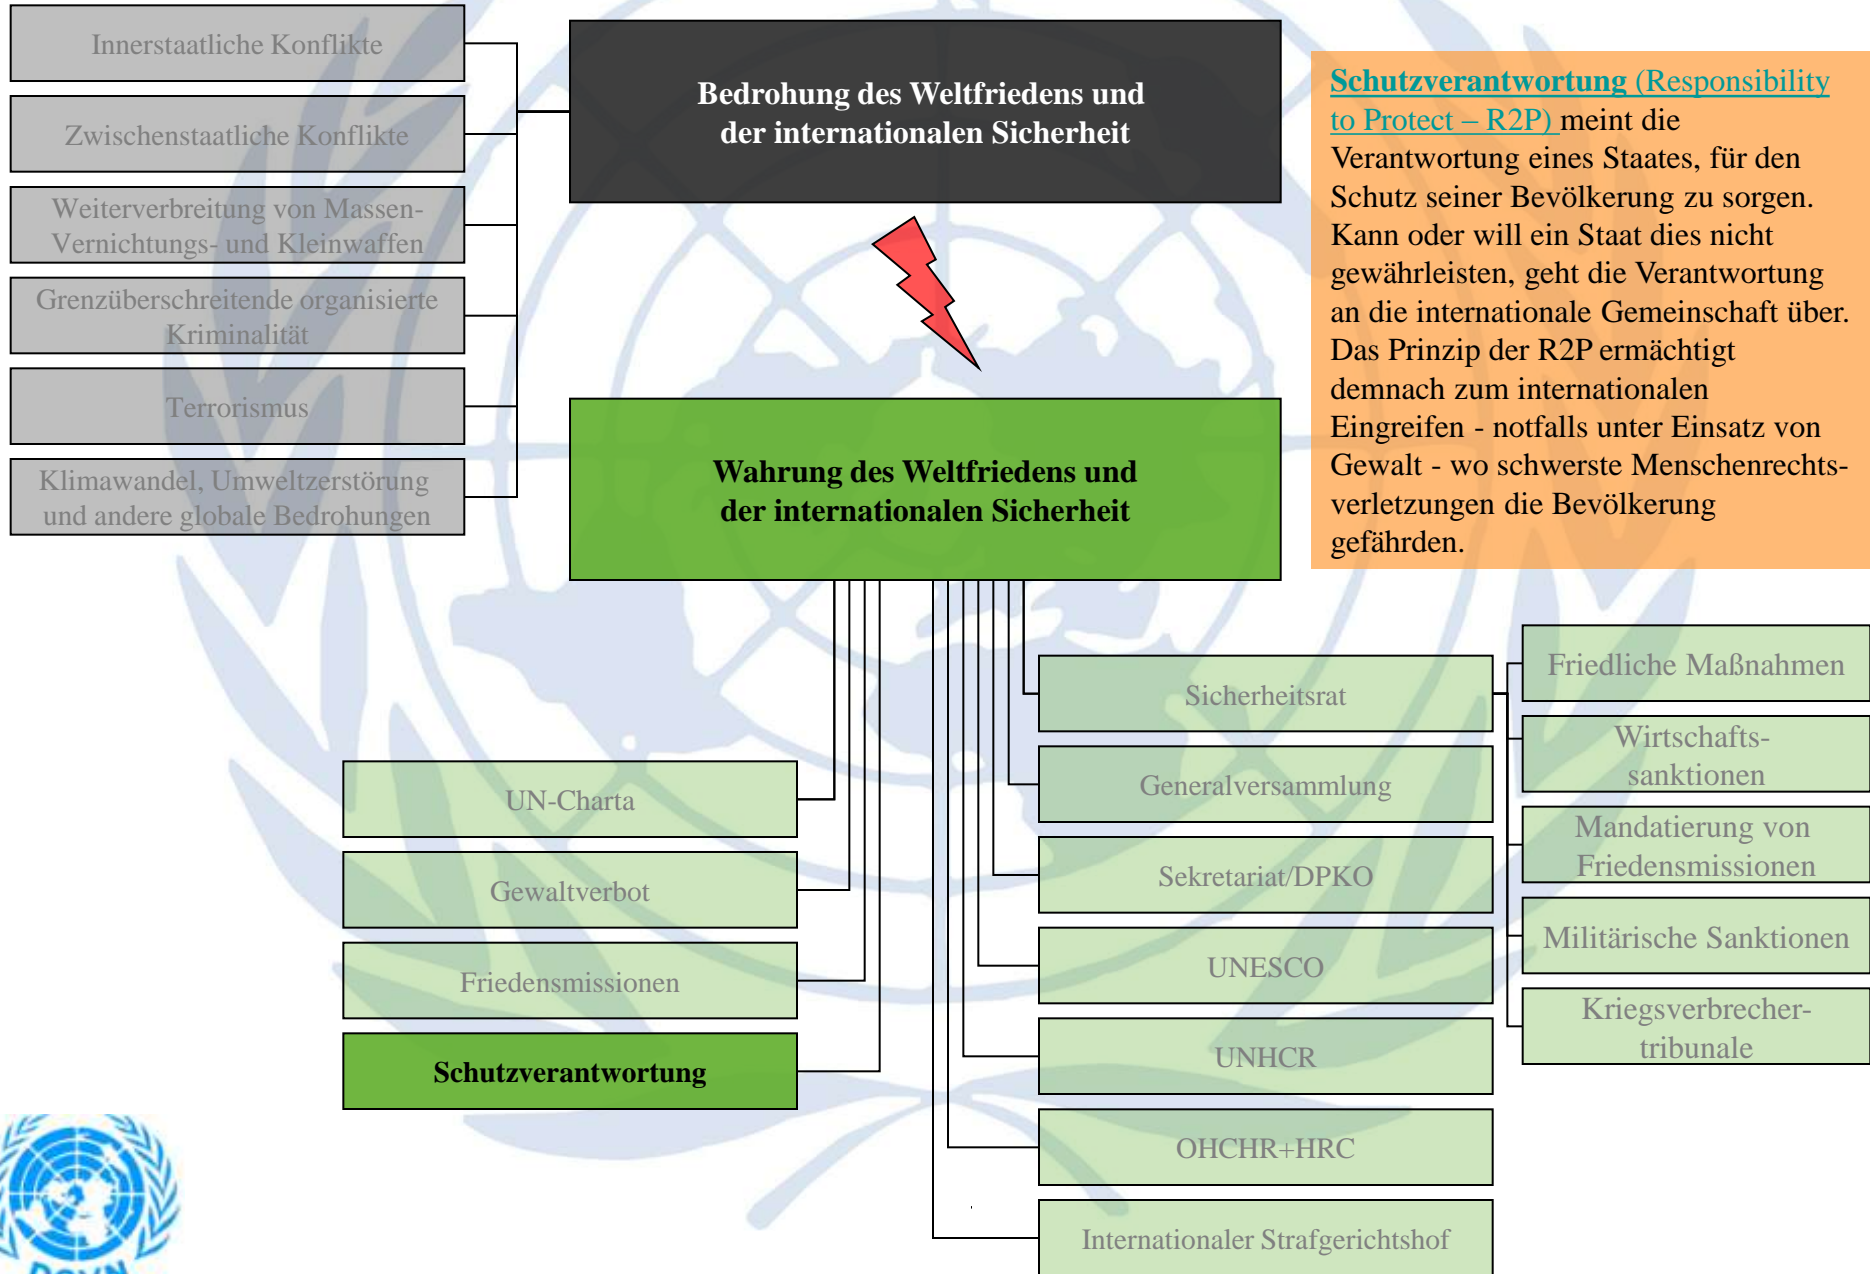 Innerstaatliche Konflikte
Zwischenstaatliche Konflikte
Weiterverbreitung von Massen-
Vernichtungs- und Kleinwaffen
Grenzüberschreitende organisierte
Kriminalität
Terrorismus
Klimawandel, Umweltzerstörung
und andere globale Bedrohungen
Bedrohung des Weltfriedens und
der internationalen Sicherheit
Wahrung des Weltfriedens und
der internationalen Sicherheit
Schutzverantwortung (Responsibility
to Protect – R2P) meint die
Verantwortung eines Staates, für den
Schutz seiner Bevölkerung zu sorgen.
Kann oder will ein Staat dies nicht
gewährleisten, geht die Verantwortung
an die internationale Gemeinschaft über.
Das Prinzip der R2P ermächtigt
demnach zum internationalen
Eingreifen - notfalls unter Einsatz von
Gewalt - wo schwerste Menschenrechts-
verletzungen die Bevölkerung
gefährden.
UN-Charta
Gewaltverbot
Friedensmissionen
Schutzverantwortung
Sicherheitsrat
Generalversammlung
Sekretariat/DPKO
UNESCO
UNHCR
OHCHR+HRC
Internationaler Strafgerichtshof
Friedliche Maßnahmen
Wirtschafts-
sanktionen
Mandatierung von
Friedensmissionen
Militärische Sanktionen
Kriegsverbrecher-
tribunale
DGVN